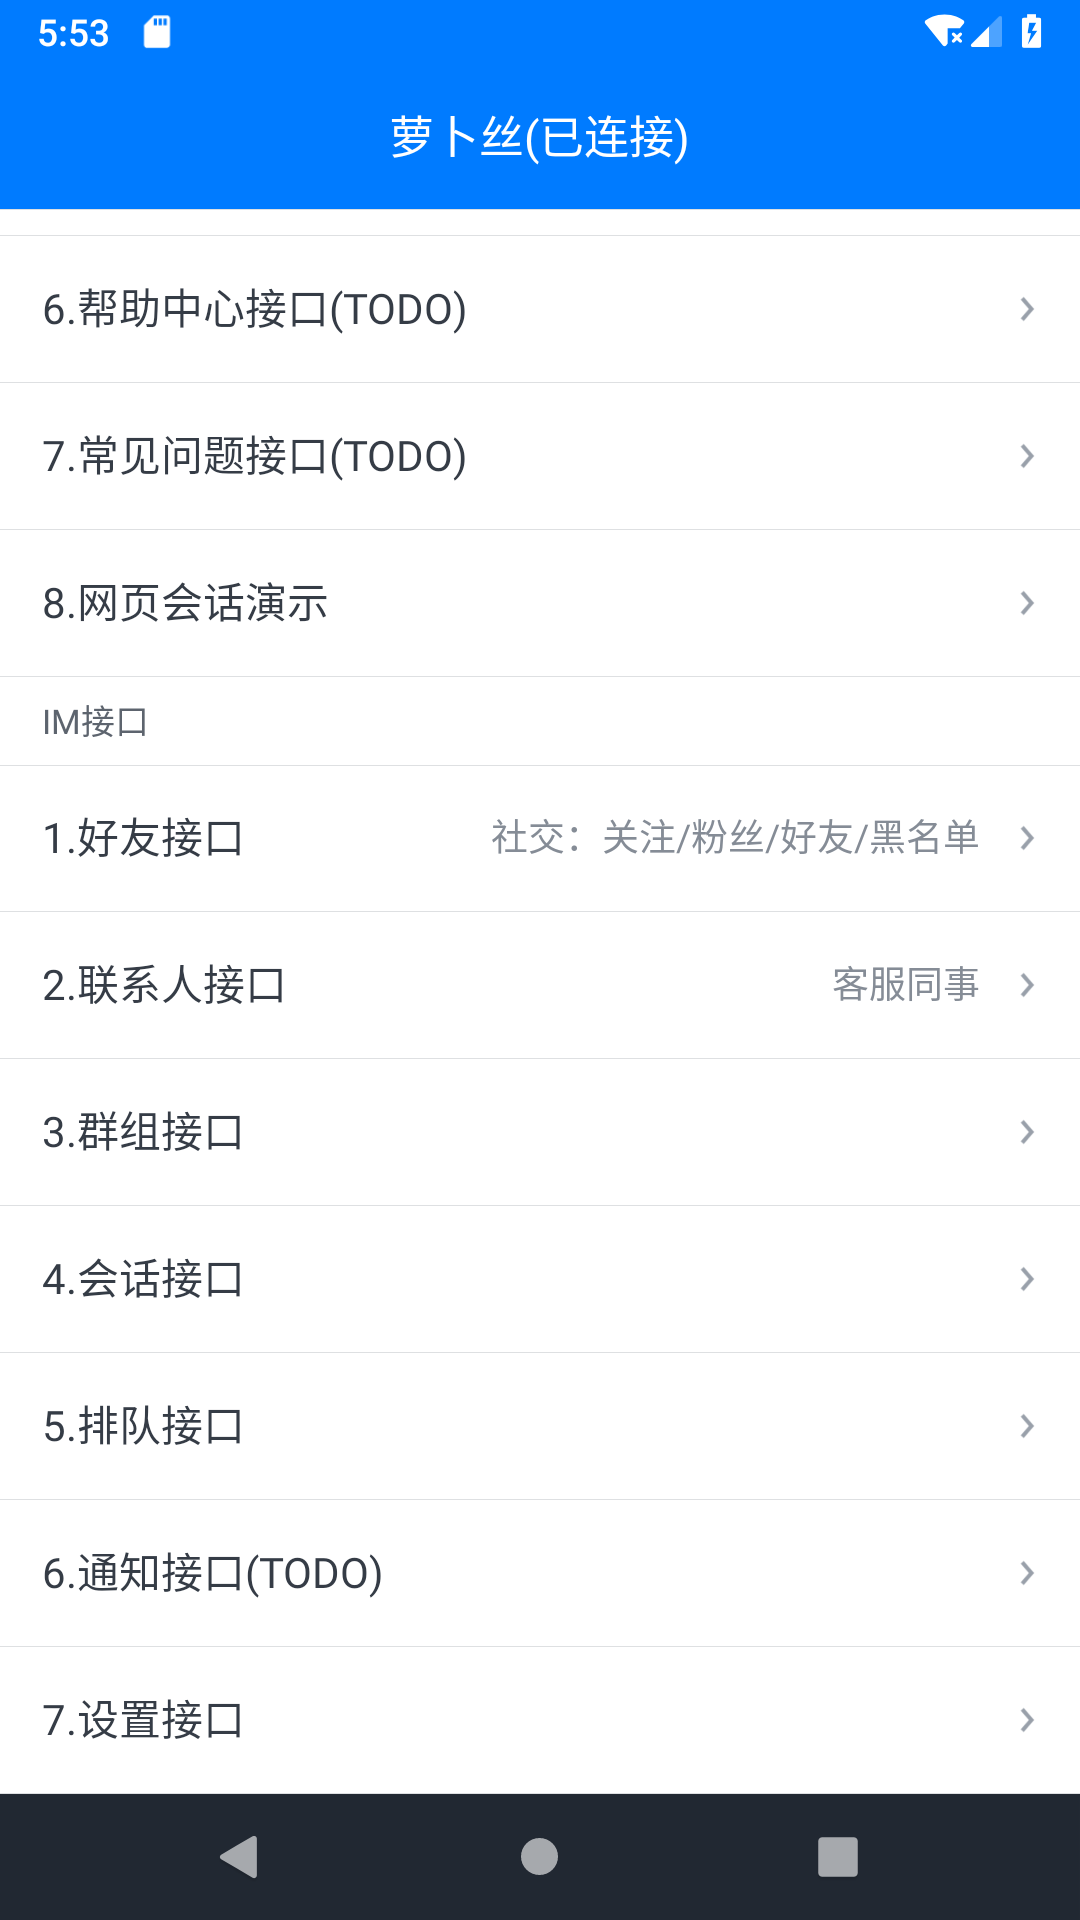 5:53
萝卜丝(已连接)
6.帮助中心接口(TODO)
7.常见问题接口(TODO)
8.网页会话演示
IM接口
1.好友接口 社交：关注/粉丝/好友/黑名单
2.联系人接口 客服同事
3.群组接口
4.会话接口
5.排队接口
6.通知接口(TODO)
7.设置接口